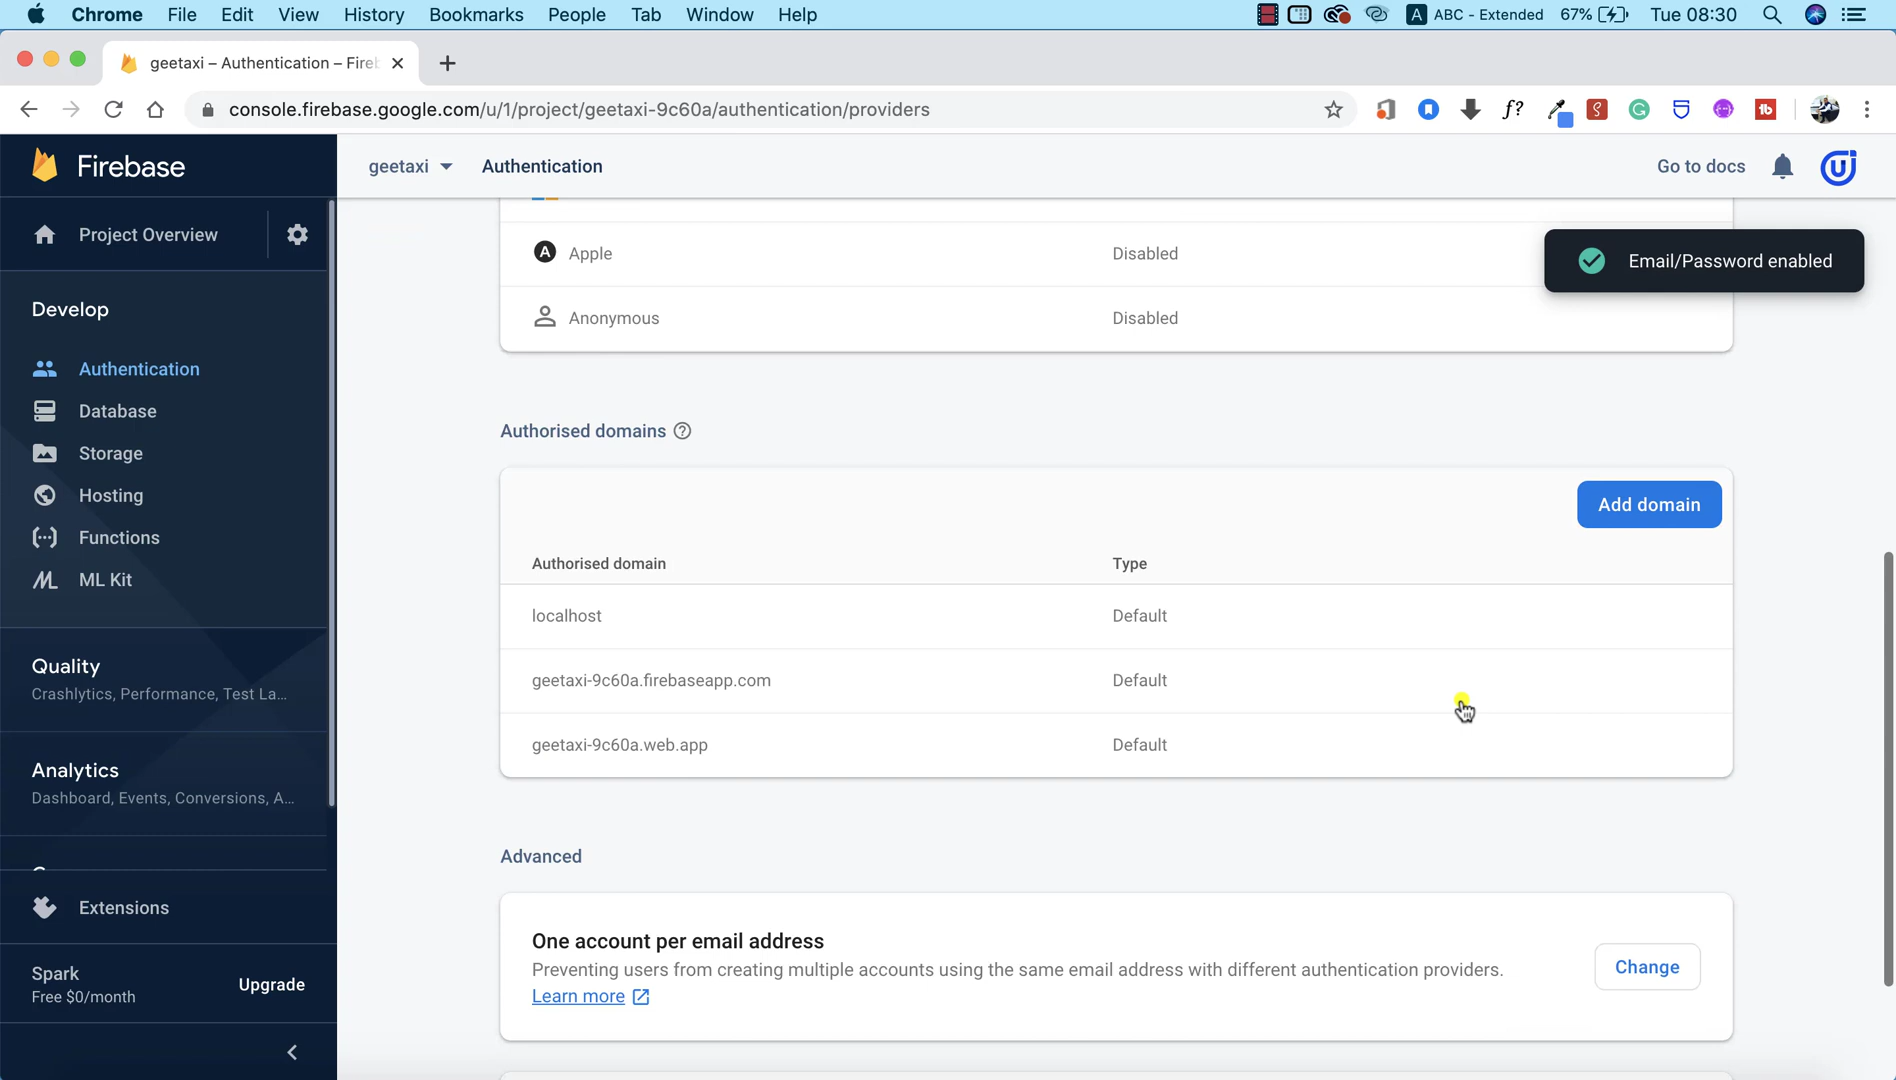 Chrome File Edit View History Bookmarks People Tab Window Help A ABC - Extended 67% Tue 08:30
geetaxi – Authentication – Fire
console.firebase.google.com/u/1/project/geetaxi-9c60a/authentication/providers
Firebase
geetaxi Authentication Go to docs
Project Overview
Develop
Authentication
Database
Storage
Hosting
Functions
ML Kit
Quality
Crashlytics, Performance, Test La...
Analytics
Dashboard, Events, Conversions, A...
Extensions
Spark
Free $0/month
Upgrade
Apple Disabled
Email/Password enabled
Anonymous Disabled
Authorised domains
Add domain
Authorised domain Type
localhost Default
geetaxi-9c60a.firebaseapp.com Default
geetaxi-9c60a.web.app Default
Advanced
One account per email address
Preventing users from creating multiple accounts using the same email address with different authentication providers.
Learn more
Change